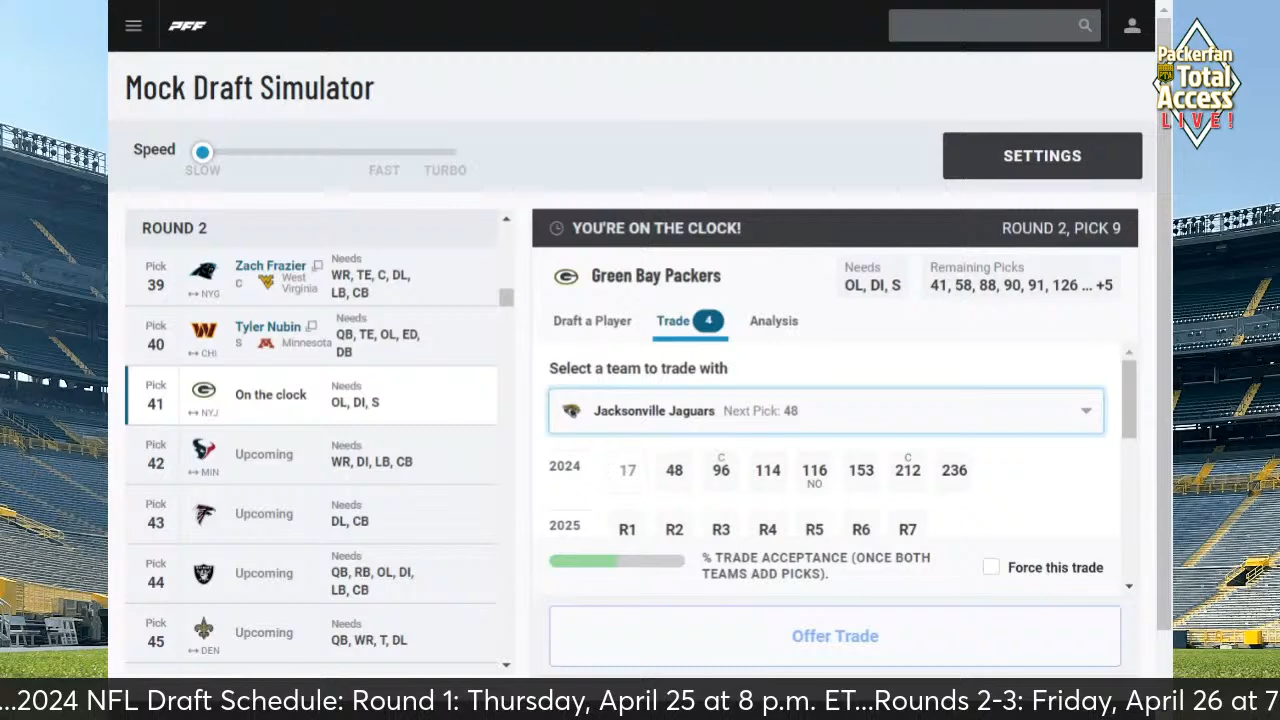 PFF
Packerfan
PTA
Total
Access
LIVE!
Mock Draft Simulator
Speed
SLOW
FAST
TURBO
SETTINGS
ROUND 2
Pick
39
NYG
Zach Frazier
C
West
Virginia
Needs
WR, TE, C, DL,
LB, CB
Pick
40
CHI
Tyler Nubin
S
Minnesota
Needs
QB, TE, OL, ED,
DB
Pick
41
NYJ
On the clock
Needs
OL, DI, S
Pick
42
MIN
Upcoming
Needs
WR, DI, LB, CB
Pick
43
Upcoming
Needs
DL, CB
Pick
44
Upcoming
Needs
QB, RB, OL, DI,
LB, CB
Pick
45
DEN
Upcoming
Needs
QB, WR, T, DL
YOU'RE ON THE CLOCK!
ROUND 2, PICK 9
Green Bay Packers
Needs
OL, DI, S
Remaining Picks
41, 58, 88, 90, 91, 126 ... +5
Draft a Player
Trade 4
Analysis
Select a team to trade with
Jacksonville Jaguars Next Pick: 48
2024
17
48
C
96
114
116
NO
153
C
212
236
2025
R1
R2
R3
R4
R5
R6
R7
% TRADE ACCEPTANCE (ONCE BOTH
TEAMS ADD PICKS).
Force this trade
Offer Trade
...2024 NFL Draft Schedule: Round 1: Thursday, April 25 at 8 p.m. ET...Rounds 2-3: Friday, April 26 at 7